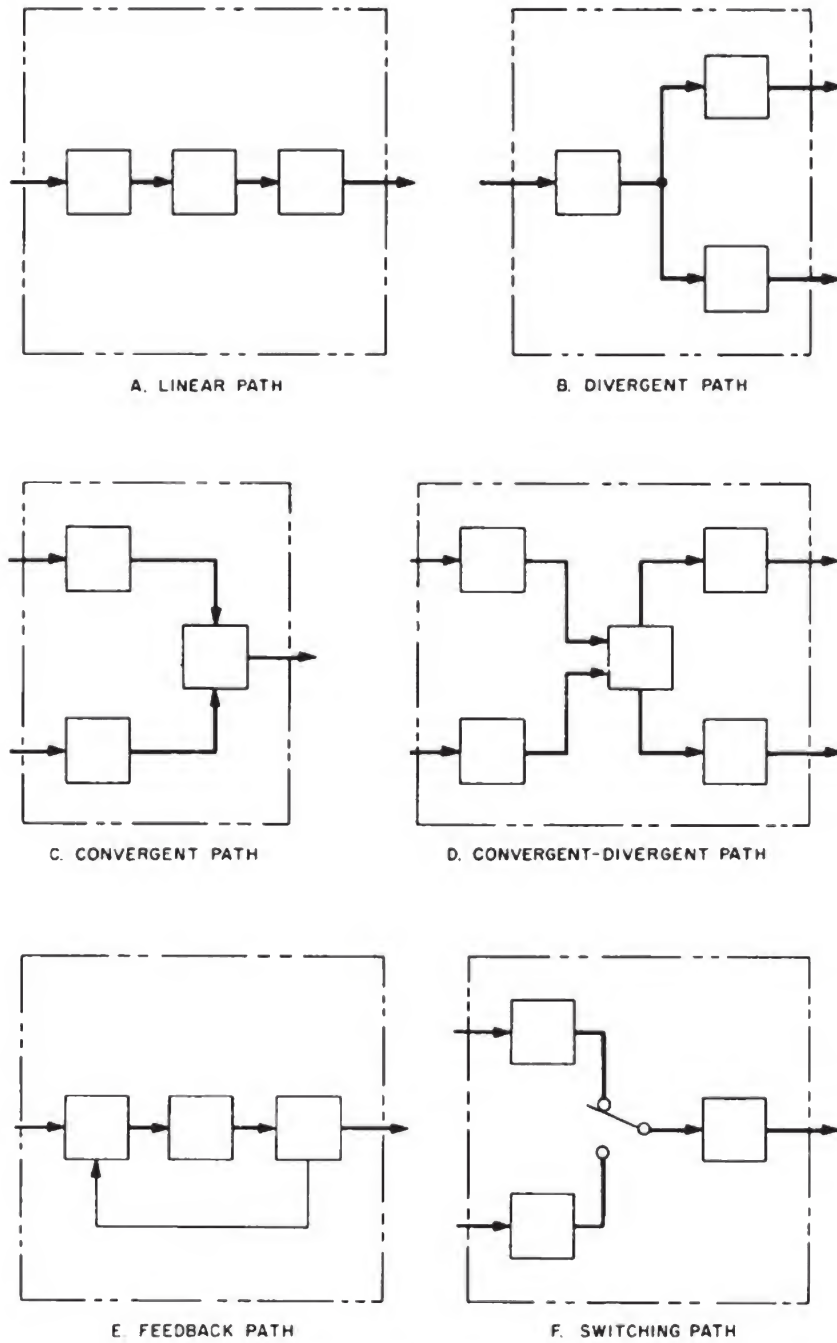 A. LINEAR PATH
B. DIVERGENT PATH
C. CONVERGENT PATH
D. CONVERGENT-DIVERGENT PATH
E. FEEDBACK PATH
F. SWITCHING PATH